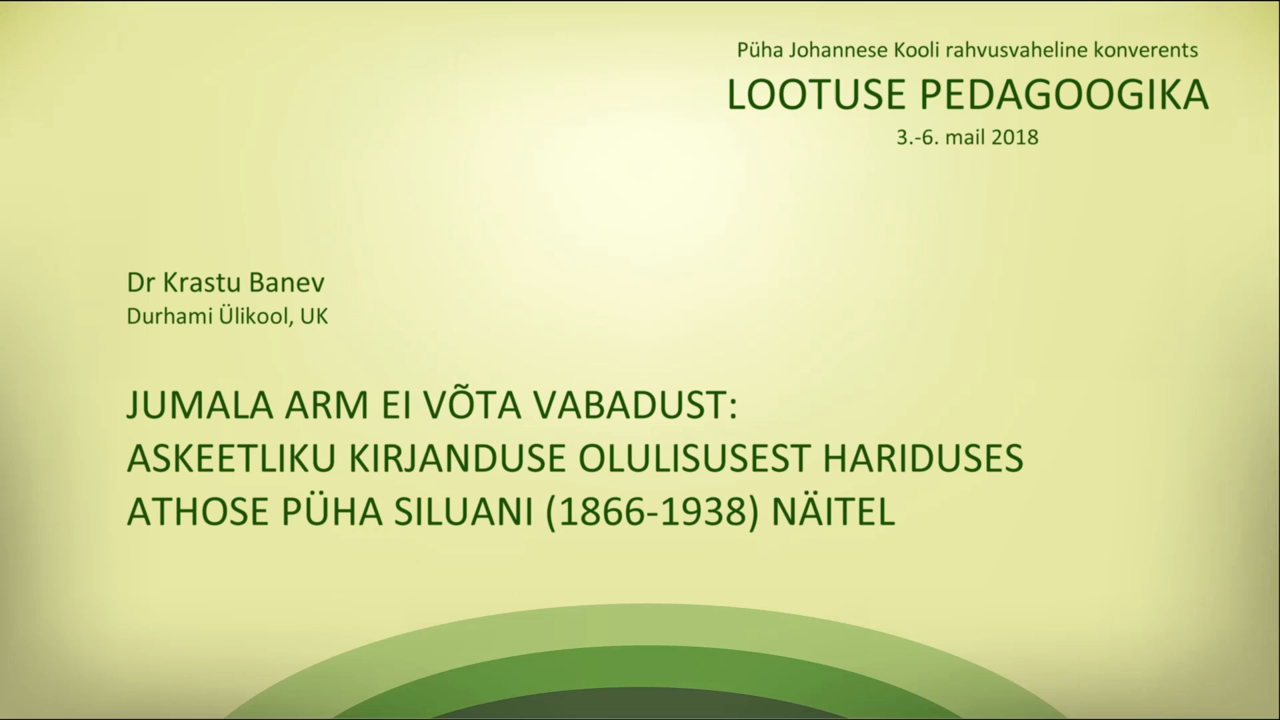 Püha Johannese Kooli rahvusvaheline konverents
LOOTUSE PEDAGOOGIKA
3.-6. mail 2018
Dr Krastu Banev
Durhami Ülikool, UK
JUMALA ARM EI VÕTA VABADUST:
ASKEETLIKU KIRJANDUSE OLULISUSEST HARIDUSES
ATHOSE PÜHA SILUANI (1866-1938) NÄITEL